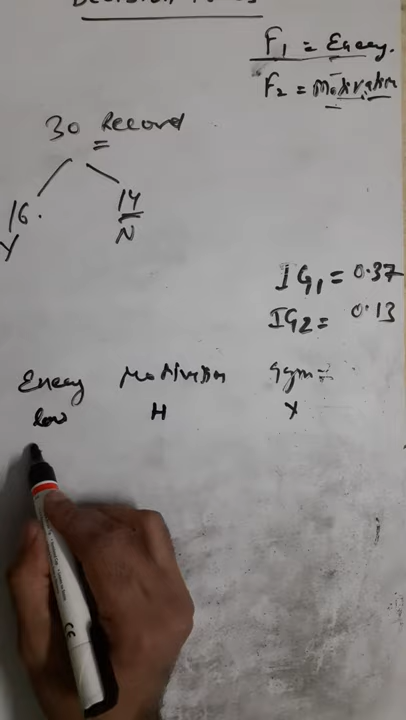 F1 = Energy.
F2 = Motivation
30 Record
16.
14
Y
N
IG1 = 0.37
IG2 = 0.13
Energy Motivation Gym
low H Y